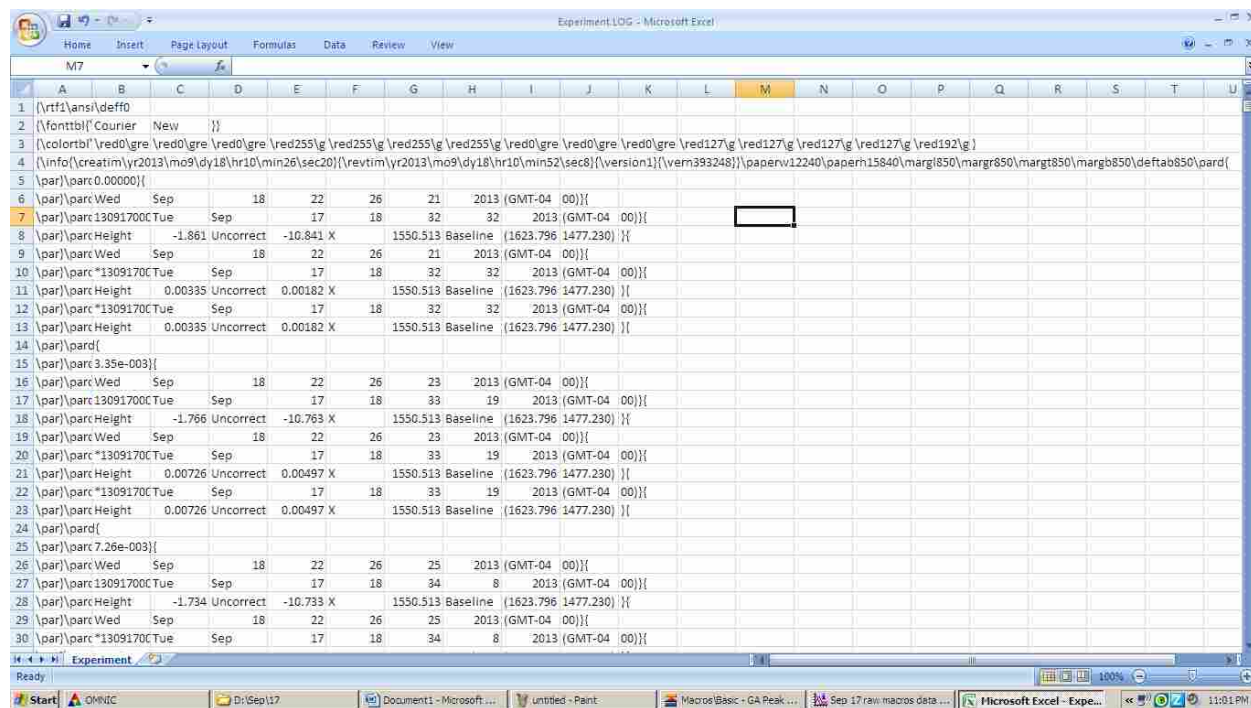 Experiment.LOG - Microsoft Excel
Home Insert Page Layout Formulas Data Review View
M7 fx
A B C D E F G H I J K L M N O P Q R S T U
1 {\rtf1\ansi\deff0
2 {\fonttbl{' Courier New }}
3 {\colortbl'\red0\gre \red0\gre \red0\gre \red0\gre \red255\g \red255\g \red255\g \red255\g \red0\gre \red0\gre \red0\gre \red127\g \red127\g \red127\g \red127\g \red192\g }
4 {\info{\creatim\yr2013\mo9\dy18\hr10\min26\sec20}{\revtim\yr2013\mo9\dy18\hr10\min52\sec8}{\version1}{\vern393248}}\paperw12240\paperh15840\margl850\margr850\margt850\margb850\deftab850\pard{
5 \par}\parc 0.00000}{
6 \par}\parc Wed Sep 18 22 26 21 2013 (GMT-04 00)}{
7 \par}\parc 13091700C Tue Sep 17 18 32 32 2013 (GMT-04 00)}{
8 \par}\parc Height -1.861 Uncorrect -10.841 X 1550.513 Baseline (1623.796 1477.230) }{
9 \par}\parc Wed Sep 18 22 26 21 2013 (GMT-04 00)}{
10 \par}\parc *1309170C Tue Sep 17 18 32 32 2013 (GMT-04 00)}{
11 \par}\parc Height 0.00335 Uncorrect 0.00182 X 1550.513 Baseline (1623.796 1477.230) }{
12 \par}\parc *1309170C Tue Sep 17 18 32 32 2013 (GMT-04 00)}{
13 \par}\parc Height 0.00335 Uncorrect 0.00182 X 1550.513 Baseline (1623.796 1477.230) }{
14 \par}\pard{
15 \par}\parc 3.35e-003}{
16 \par}\parc Wed Sep 18 22 26 23 2013 (GMT-04 00)}{
17 \par}\parc 13091700C Tue Sep 17 18 33 19 2013 (GMT-04 00)}{
18 \par}\parc Height -1.766 Uncorrect -10.763 X 1550.513 Baseline (1623.796 1477.230) }{
19 \par}\parc Wed Sep 18 22 26 23 2013 (GMT-04 00)}{
20 \par}\parc *1309170C Tue Sep 17 18 33 19 2013 (GMT-04 00)}{
21 \par}\parc Height 0.00726 Uncorrect 0.00497 X 1550.513 Baseline (1623.796 1477.230) }{
22 \par}\parc *1309170C Tue Sep 17 18 33 19 2013 (GMT-04 00)}{
23 \par}\parc Height 0.00726 Uncorrect 0.00497 X 1550.513 Baseline (1623.796 1477.230) }{
24 \par}\pard{
25 \par}\parc 7.26e-003}{
26 \par}\parc Wed Sep 18 22 26 25 2013 (GMT-04 00)}{
27 \par}\parc 13091700C Tue Sep 17 18 34 8 2013 (GMT-04 00)}{
28 \par}\parc Height -1.734 Uncorrect -10.733 X 1550.513 Baseline (1623.796 1477.230) }{
29 \par}\parc Wed Sep 18 22 26 25 2013 (GMT-04 00)}{
30 \par}\parc *1309170C Tue Sep 17 18 34 8 2013 (GMT-04 00)}{
Experiment
Ready 100%
Start OMNIC D:\Sep\17 Document1 - Microsoft ... untitled - Paint Macros\Basic - GA Peak ... Sep 17 raw macros data ... Microsoft Excel - Expe... 11:01 PM